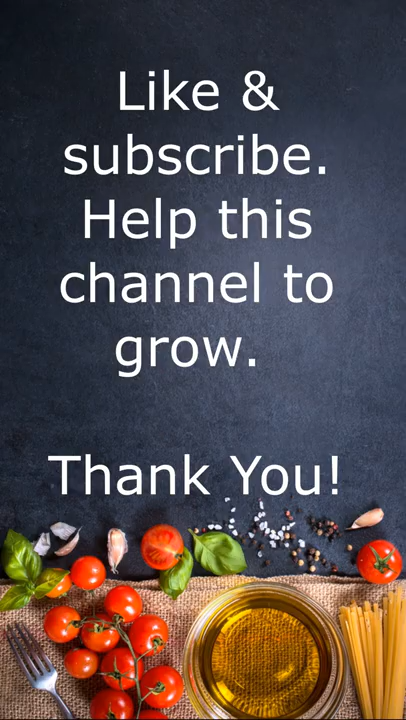 Like &
subscribe.
Help this
channel to
grow.
Thank You!